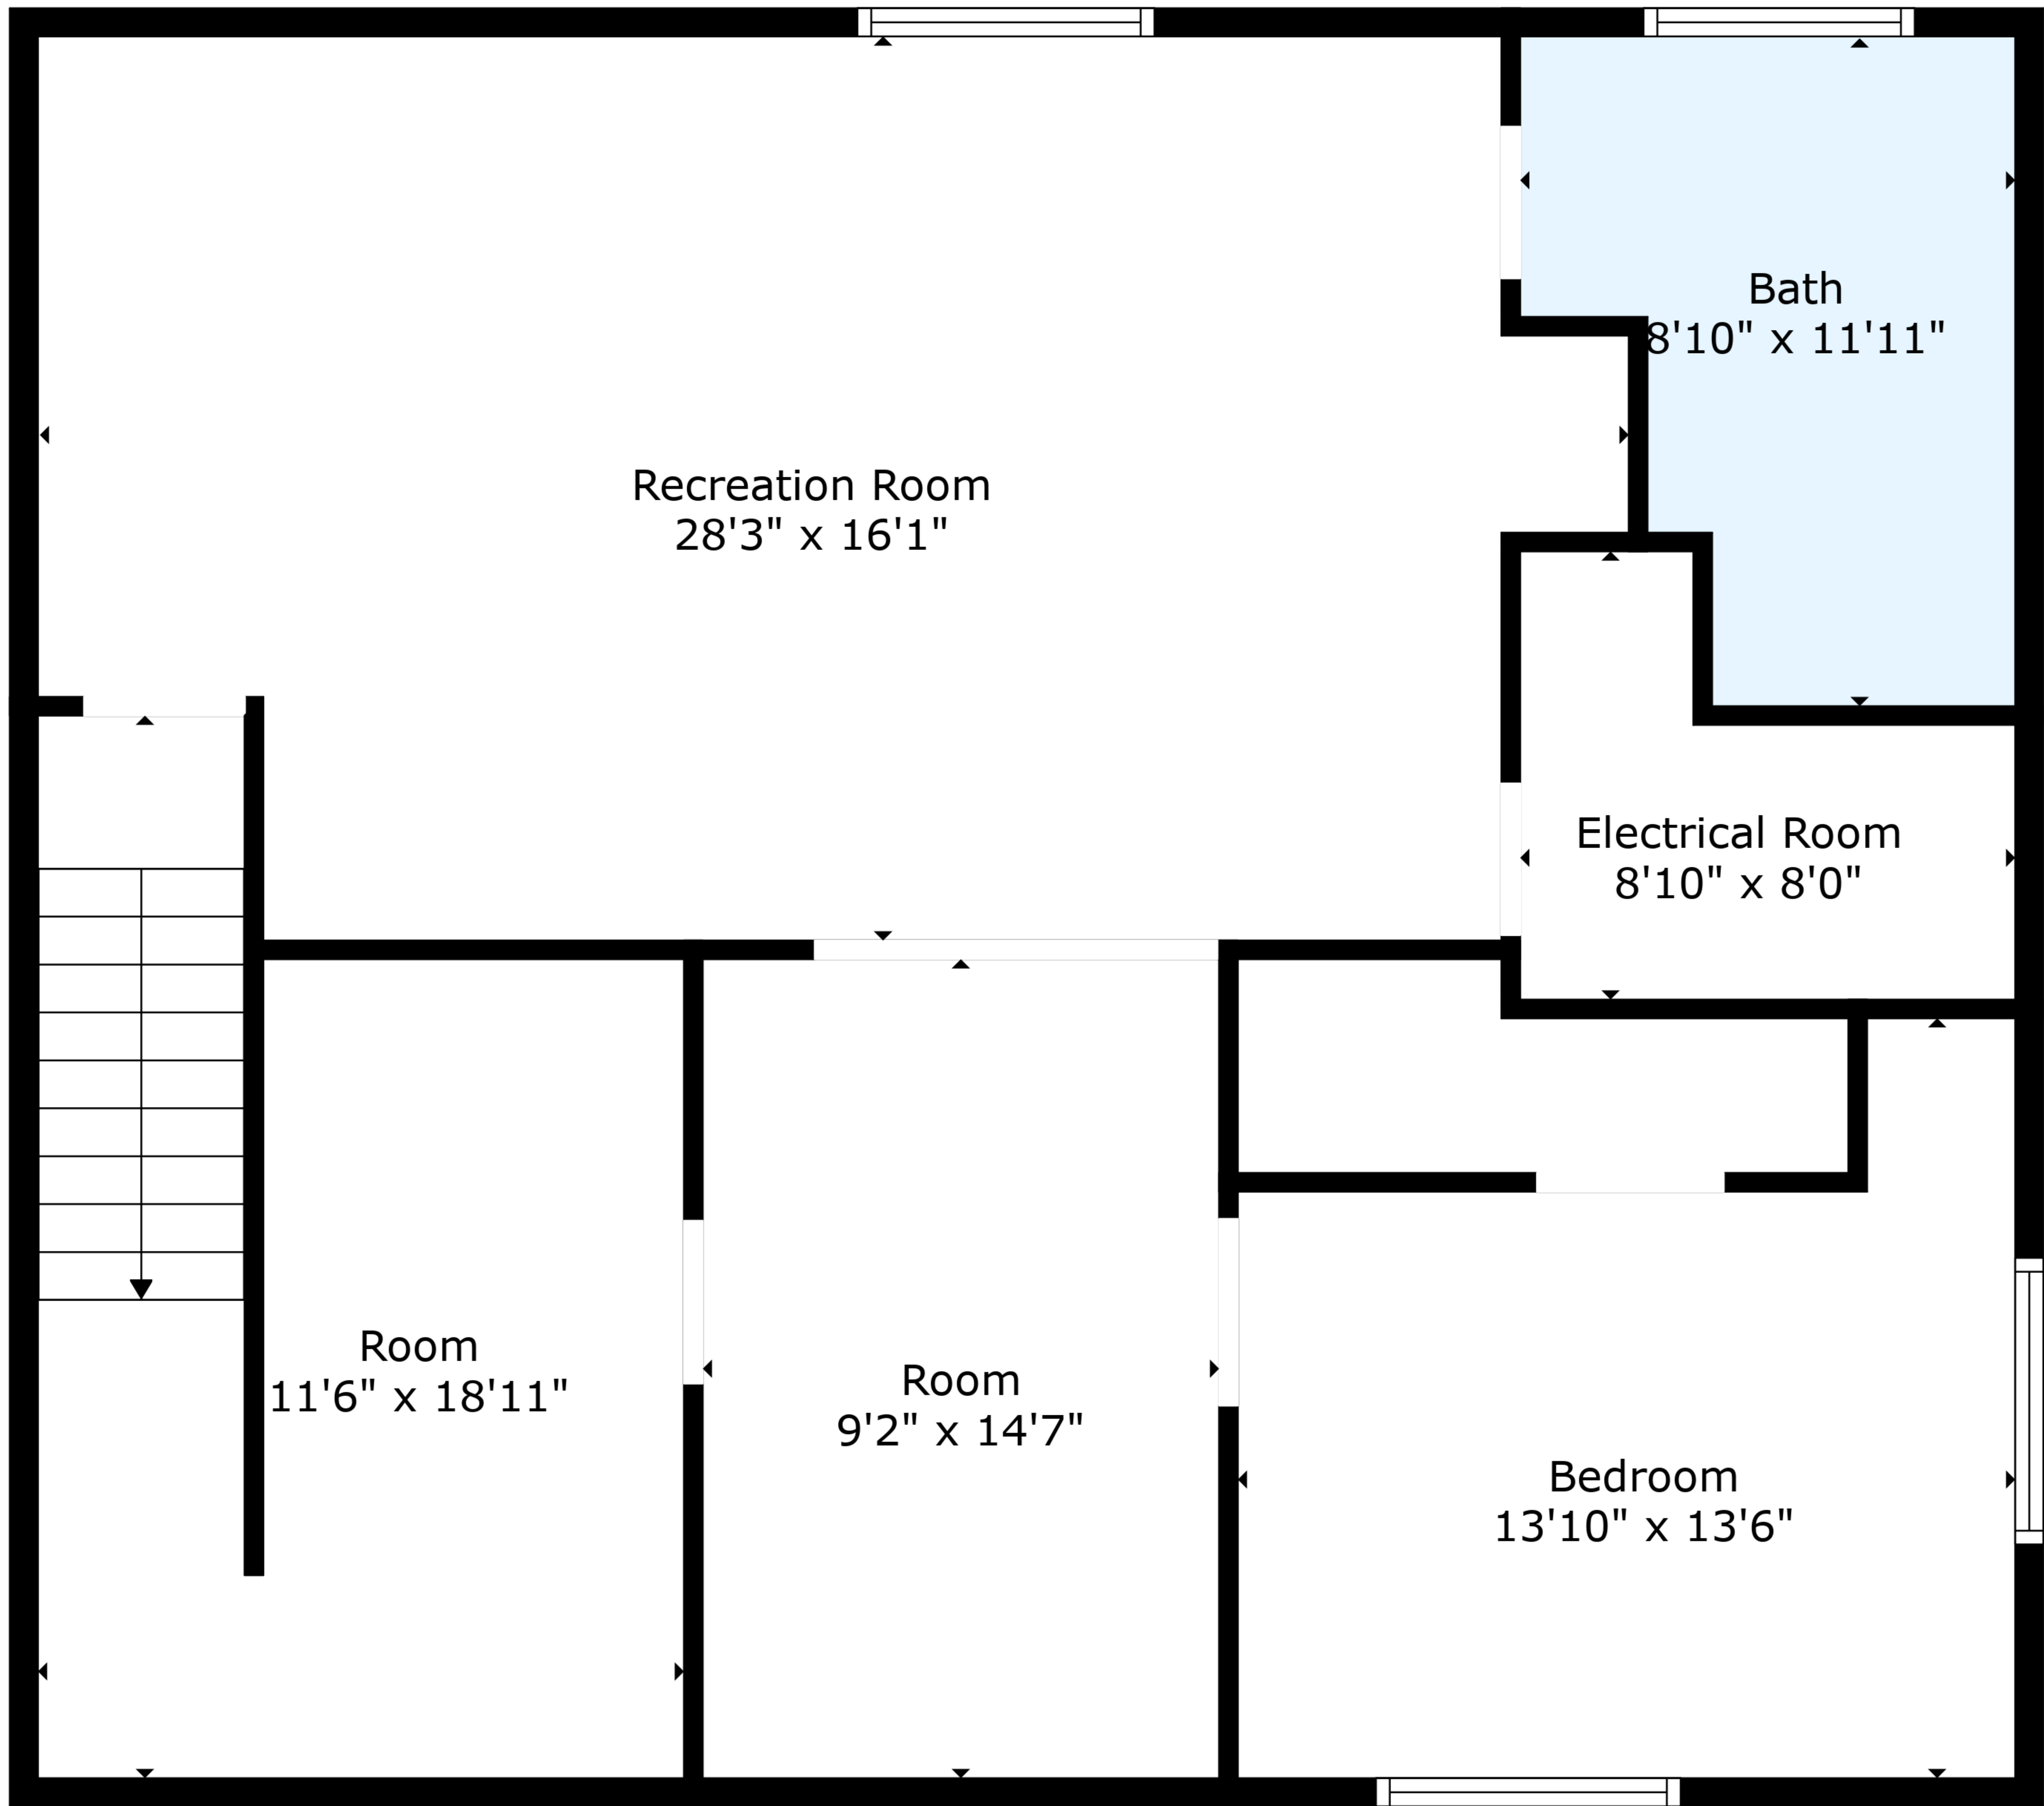 Bath
8'10" x 11'11"
Recreation Room
28'3" x 16'1"
Electrical Room
8'10" x 8'0"
Room
11'6" x 18'11"
Room
9'2" x 14'7"
Bedroom
13'10" x 13'6"